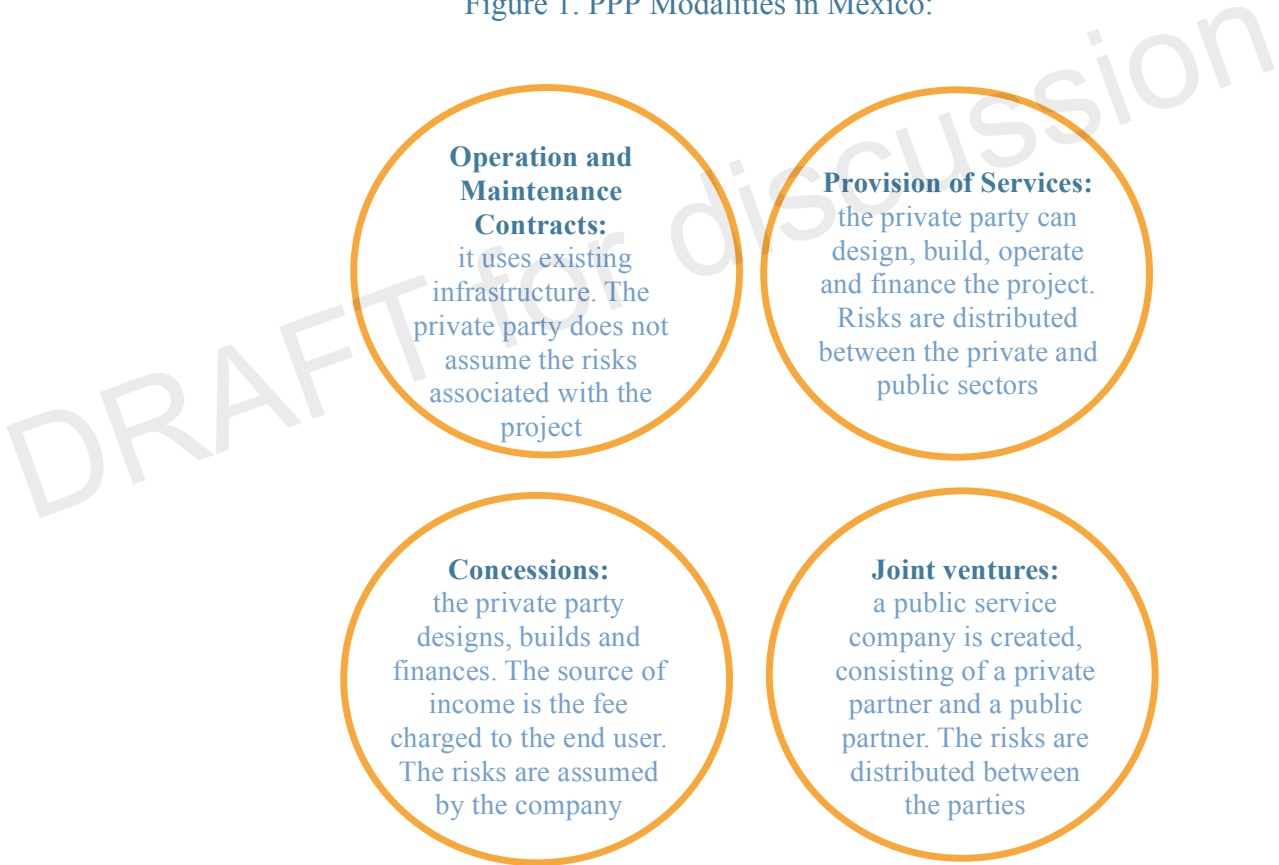 Figure 1. PPP Modalities in Mexico:
Operation and
Maintenance
Contracts:
it uses existing
infrastructure. The
private party does not
assume the risks
associated with the
project
Provision of Services:
the private party can
design, build, operate
and finance the project.
Risks are distributed
between the private and
public sectors
Concessions:
the private party
designs, builds and
finances. The source of
income is the fee
charged to the end user.
The risks are assumed
by the company
Joint ventures:
a public service
company is created,
consisting of a private
partner and a public
partner. The risks are
distributed between
the parties
DRAFT for discussion